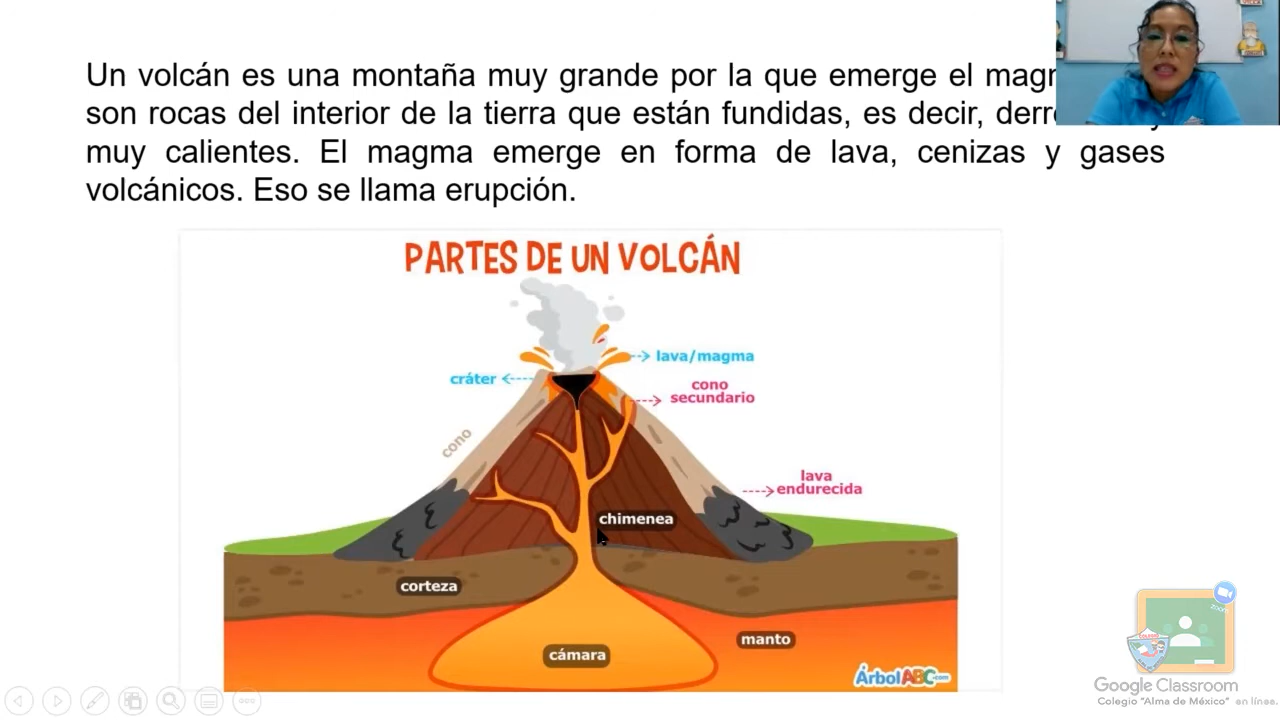 Un volcán es una montaña muy grande por la que emerge el
son rocas del interior de la tierra que están fundidas, es decir,
muy calientes. El magma emerge en forma de lava, cenizas y gases
volcánicos. Eso se llama erupción.
PARTES DE UN VOLCÁN
lava/magma
cráter
cono
secundario
cono
lava
endurecida
chimenea
corteza
manto
cámara
ÁrbolABC.com
zoom
Google Classroom
Colegio "Alma de México" en línea.